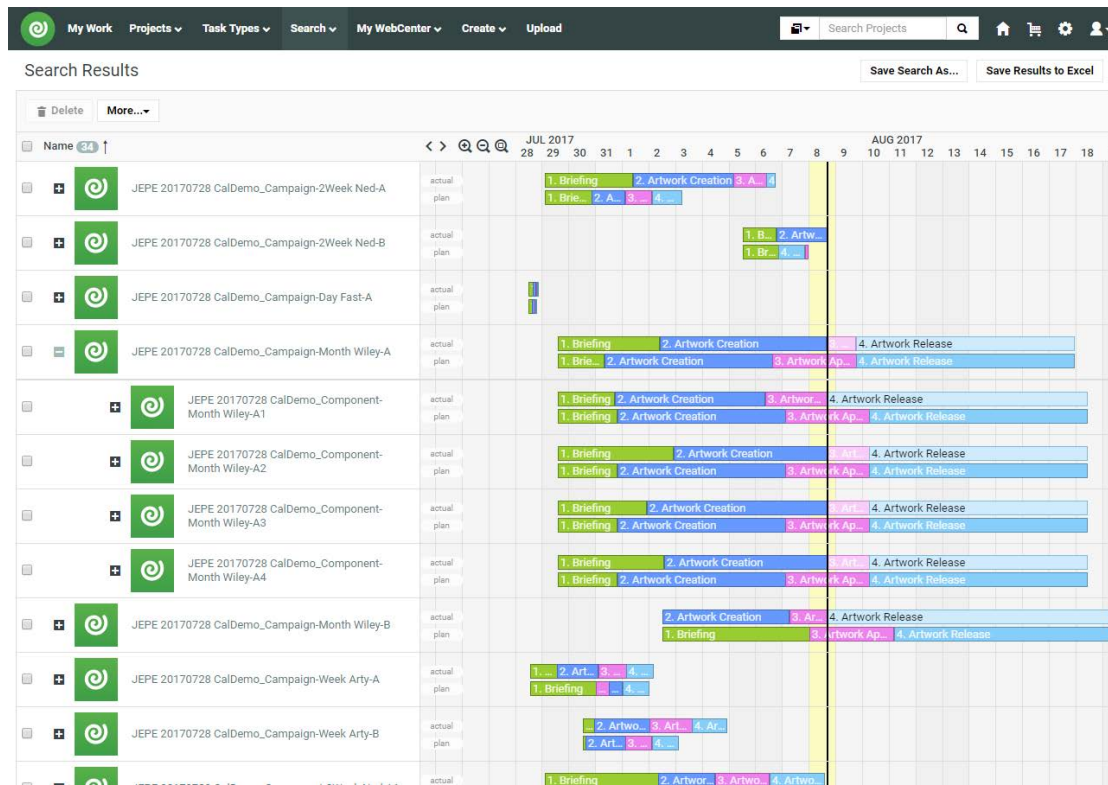 My Work Projects Task Types Search My WebCenter Create Upload Search Projects
Search Results
Save Search As... Save Results to Excel
Delete More...
Name 34
JUL 2017 AUG 2017
28 29 30 31 1 2 3 4 5 6 7 8 9 10 11 12 13 14 15 16 17 18
JEPE 20170728 CalDemo_Campaign-2Week Ned-A
actual 1. Briefing 2. Artwork Creation 3. A... 4
plan 1. Brie... 2. A... 3. ... 4. ...
JEPE 20170728 CalDemo_Campaign-2Week Ned-B
actual 1. B... 2. Artw...
plan 1. Br... 4. ...
JEPE 20170728 CalDemo_Campaign-Day Fast-A
actual
plan
JEPE 20170728 CalDemo_Campaign-Month Wiley-A
actual 1. Briefing 2. Artwork Creation 3. ... 4. Artwork Release
plan 1. Brie... 2. Artwork Creation 3. Artwork Ap... 4. Artwork Release
JEPE 20170728 CalDemo_Component-
Month Wiley-A1
actual 1. Briefing 2. Artwork Creation 3. Artwor... 4. Artwork Release
plan 1. Briefing 2. Artwork Creation 3. Artwork Ap... 4. Artwork Release
JEPE 20170728 CalDemo_Component-
Month Wiley-A2
actual 1. Briefing 2. Artwork Creation 3. Art... 4. Artwork Release
plan 1. Briefing 2. Artwork Creation 3. Artwork Ap... 4. Artwork Release
JEPE 20170728 CalDemo_Component-
Month Wiley-A3
actual 1. Briefing 2. Artwork Creation 3. Art... 4. Artwork Release
plan 1. Briefing 2. Artwork Creation 3. Artwork Ap... 4. Artwork Release
JEPE 20170728 CalDemo_Component-
Month Wiley-A4
actual 1. Briefing 2. Artwork Creation 3. Art... 4. Artwork Release
plan 1. Briefing 2. Artwork Creation 3. Artwork Ap... 4. Artwork Release
JEPE 20170728 CalDemo_Campaign-Month Wiley-B
actual 2. Artwork Creation 3. Ar... 4. Artwork Release
plan 1. Briefing 3. Artwork Ap... 4. Artwork Release
JEPE 20170728 CalDemo_Campaign-Week Arty-A
actual 1. ... 2. Art... 3. ... 4. ...
plan 1. Briefing ... ... 4. ...
JEPE 20170728 CalDemo_Campaign-Week Arty-B
actual ... 2. Artwo... 3. Art... 4. Ar...
plan 2. Art... 3. ... 4. ...
actual 1. Briefing 2. Artwor... 3. Artwo... 4. Artwo...